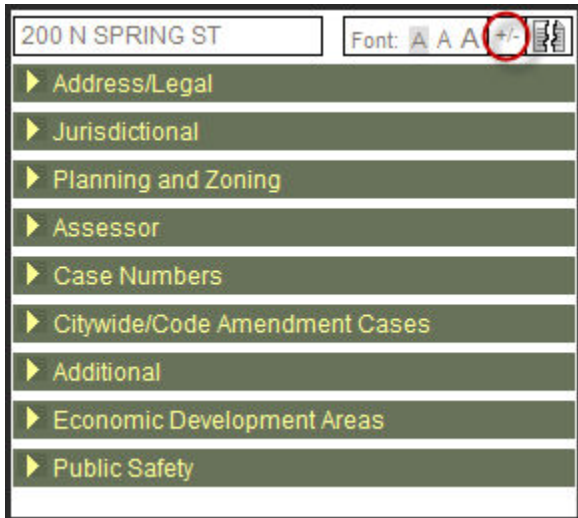 200 N SPRING ST Font: A A A +/-
Address/Legal
Jurisdictional
Planning and Zoning
Assessor
Case Numbers
Citywide/Code Amendment Cases
Additional
Economic Development Areas
Public Safety